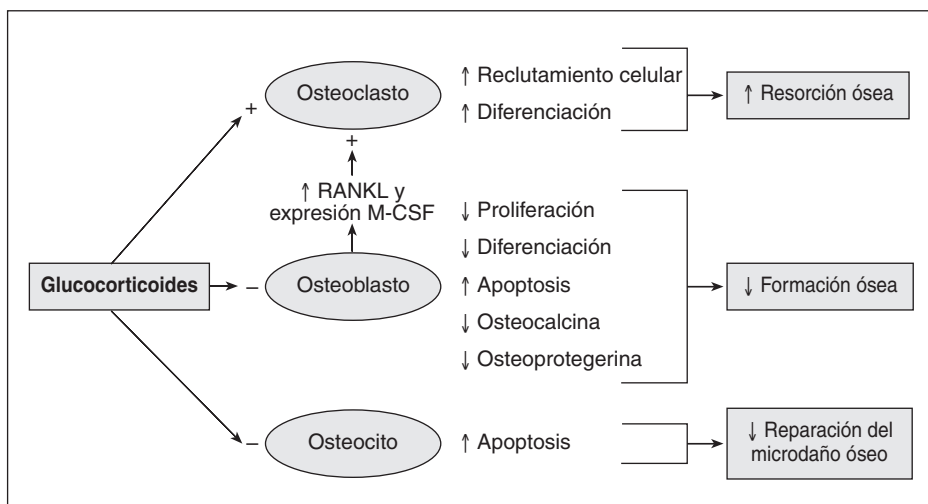 Osteoclasto
↑ Reclutamiento celular
↑ Diferenciación
↑ Resorción ósea
+
+
↑ RANKL y
expresión M-CSF
Glucocorticoides
–
Osteoblasto
↓ Proliferación
↓ Diferenciación
↑ Apoptosis
↓ Osteocalcina
↓ Osteoprotegerina
↓ Formación ósea
–
Osteocito
↑ Apoptosis
↓ Reparación del
microdaño óseo